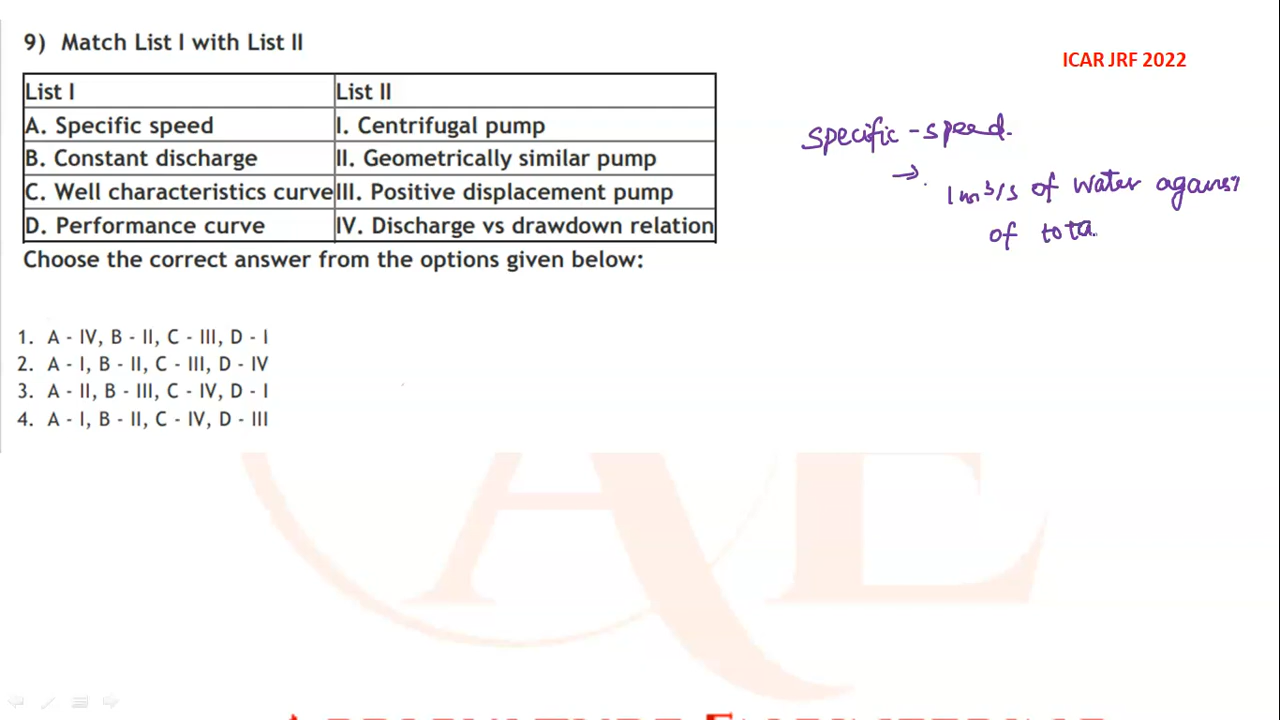 9) Match List I with List II
ICAR JRF 2022
List I List II
A. Specific speed I. Centrifugal pump
B. Constant discharge II. Geometrically similar pump
C. Well characteristics curve III. Positive displacement pump
D. Performance curve IV. Discharge vs drawdown relation
Choose the correct answer from the options given below:
1. A - IV, B - II, C - III, D - I
2. A - I, B - II, C - III, D - IV
3. A - II, B - III, C - IV, D - I
4. A - I, B - II, C - IV, D - III
Specific-speed.
→ 1m³/s of water against
of tota
AE